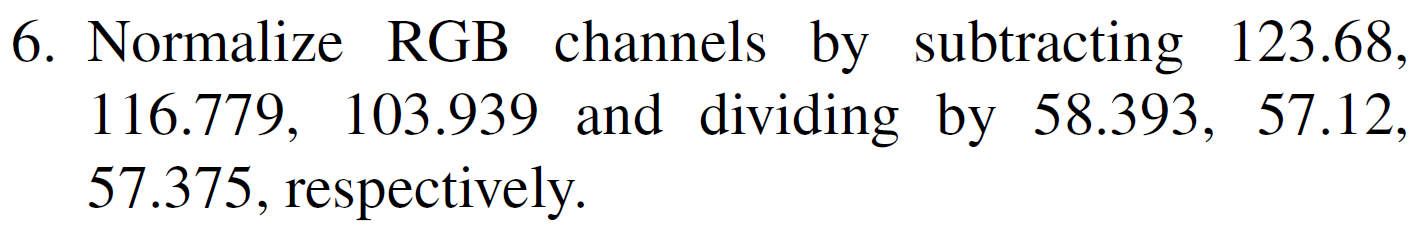 6. Normalize RGB channels by subtracting 123.68,
116.779, 103.939 and dividing by 58.393, 57.12,
57.375, respectively.